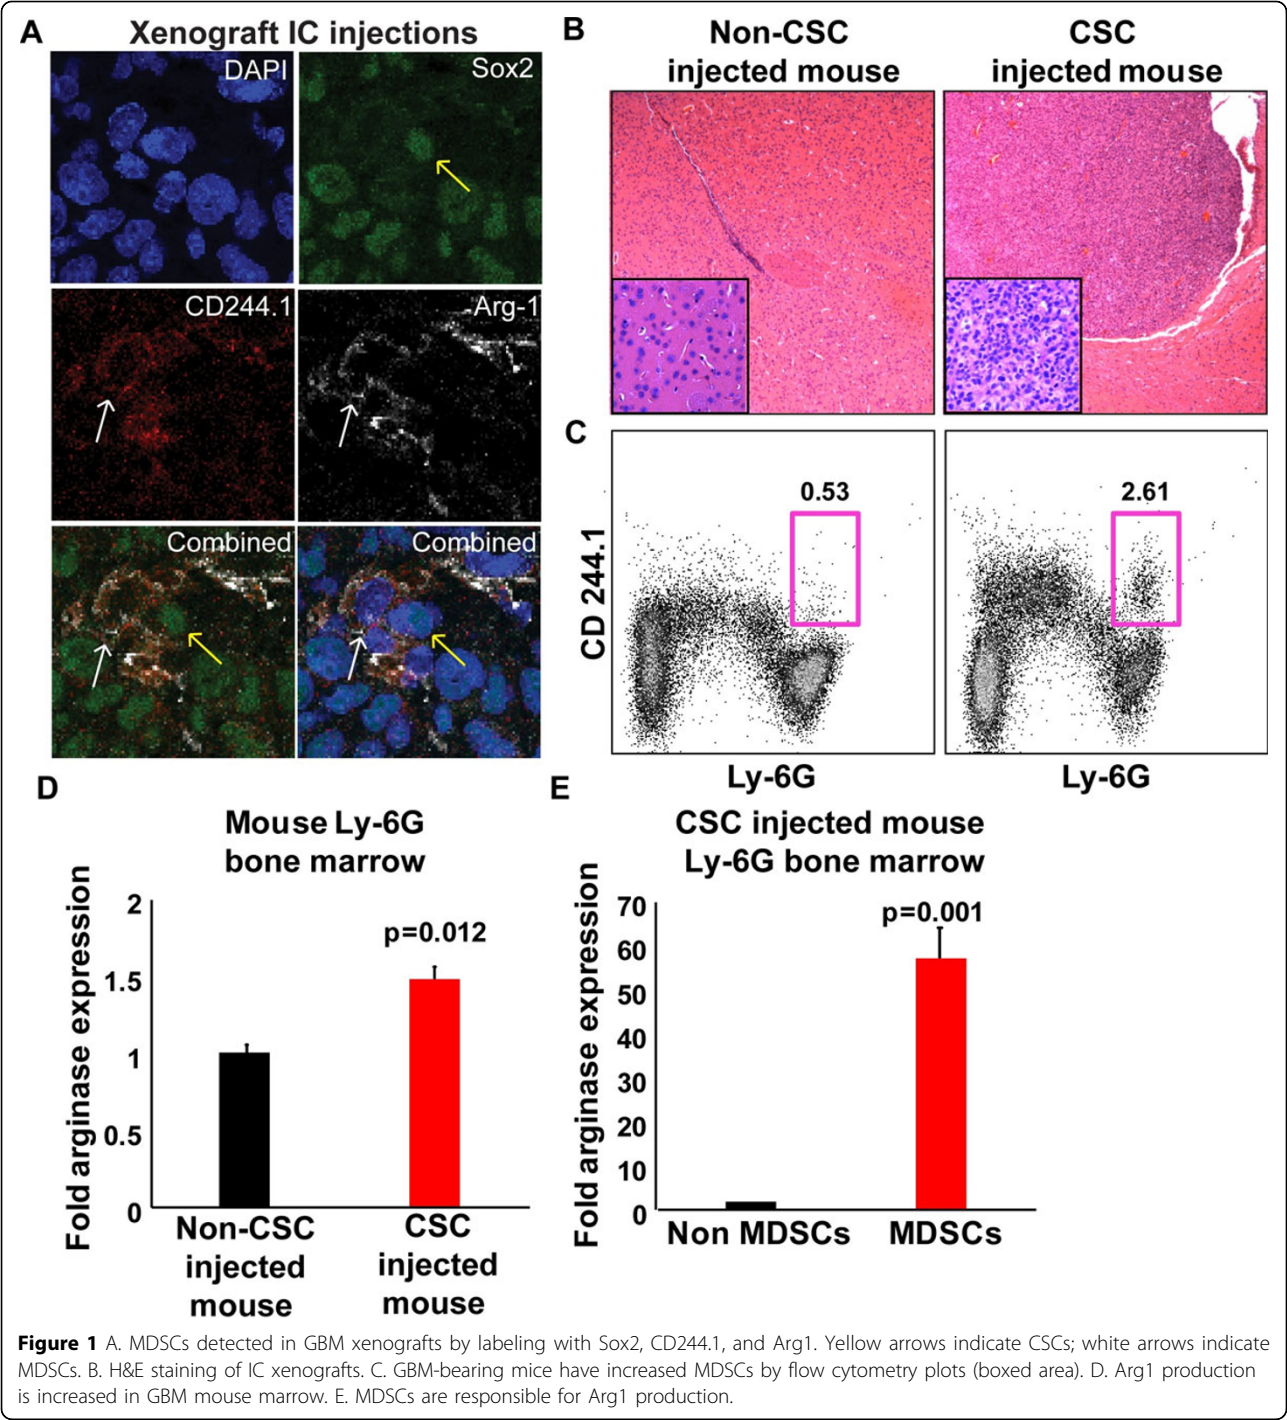 A
Xenograft IC injections
DAPI
Sox2
CD244.1
Arg-1
Combined
Combined
B
Non-CSC
injected mouse
CSC
injected mouse
C
0.53
2.61
CD 244.1
Ly-6G
Ly-6G
D
Mouse Ly-6G
bone marrow
Fold arginase expression
2
1.5
1
0.5
0
p=0.012
Non-CSC
injected
mouse
CSC
injected
mouse
E
CSC injected mouse
Ly-6G bone marrow
Fold arginase expression
70
60
50
40
30
20
10
0
p=0.001
Non MDSCs
MDSCs
Figure 1 A. MDSCs detected in GBM xenografts by labeling with Sox2, CD244.1, and Arg1. Yellow arrows indicate CSCs; white arrows indicate
MDSCs. B. H&E staining of IC xenografts. C. GBM-bearing mice have increased MDSCs by flow cytometry plots (boxed area). D. Arg1 production
is increased in GBM mouse marrow. E. MDSCs are responsible for Arg1 production.